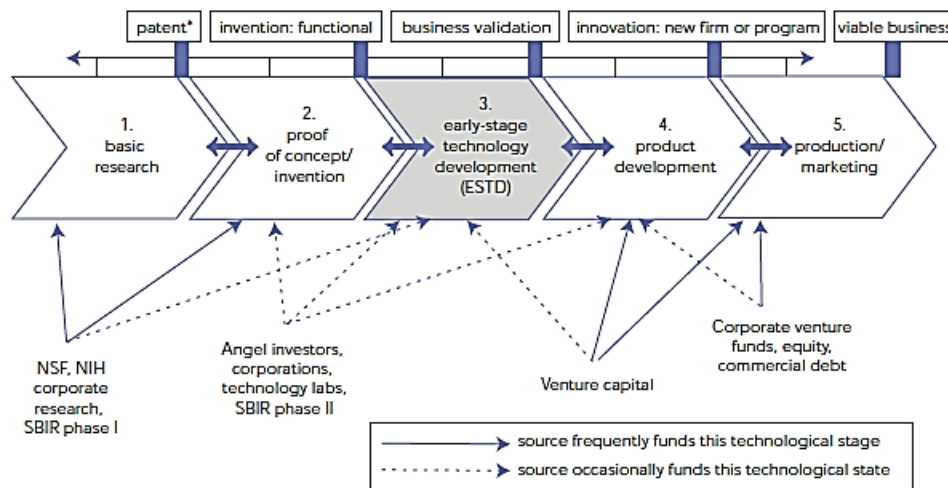 patent*
invention: functional
business validation
innovation: new firm or program
viable business
1.
basic
research
2.
proof
of concept/
invention
3.
early-stage
technology
development
(ESTD)
4.
product
development
5.
production/
marketing
NSF, NIH
corporate
research,
SBIR phase I
Angel investors,
corporations,
technology labs,
SBIR phase II
Venture capital
Corporate venture
funds, equity,
commercial debt
source frequently funds this technological stage
source occasionally funds this technological state